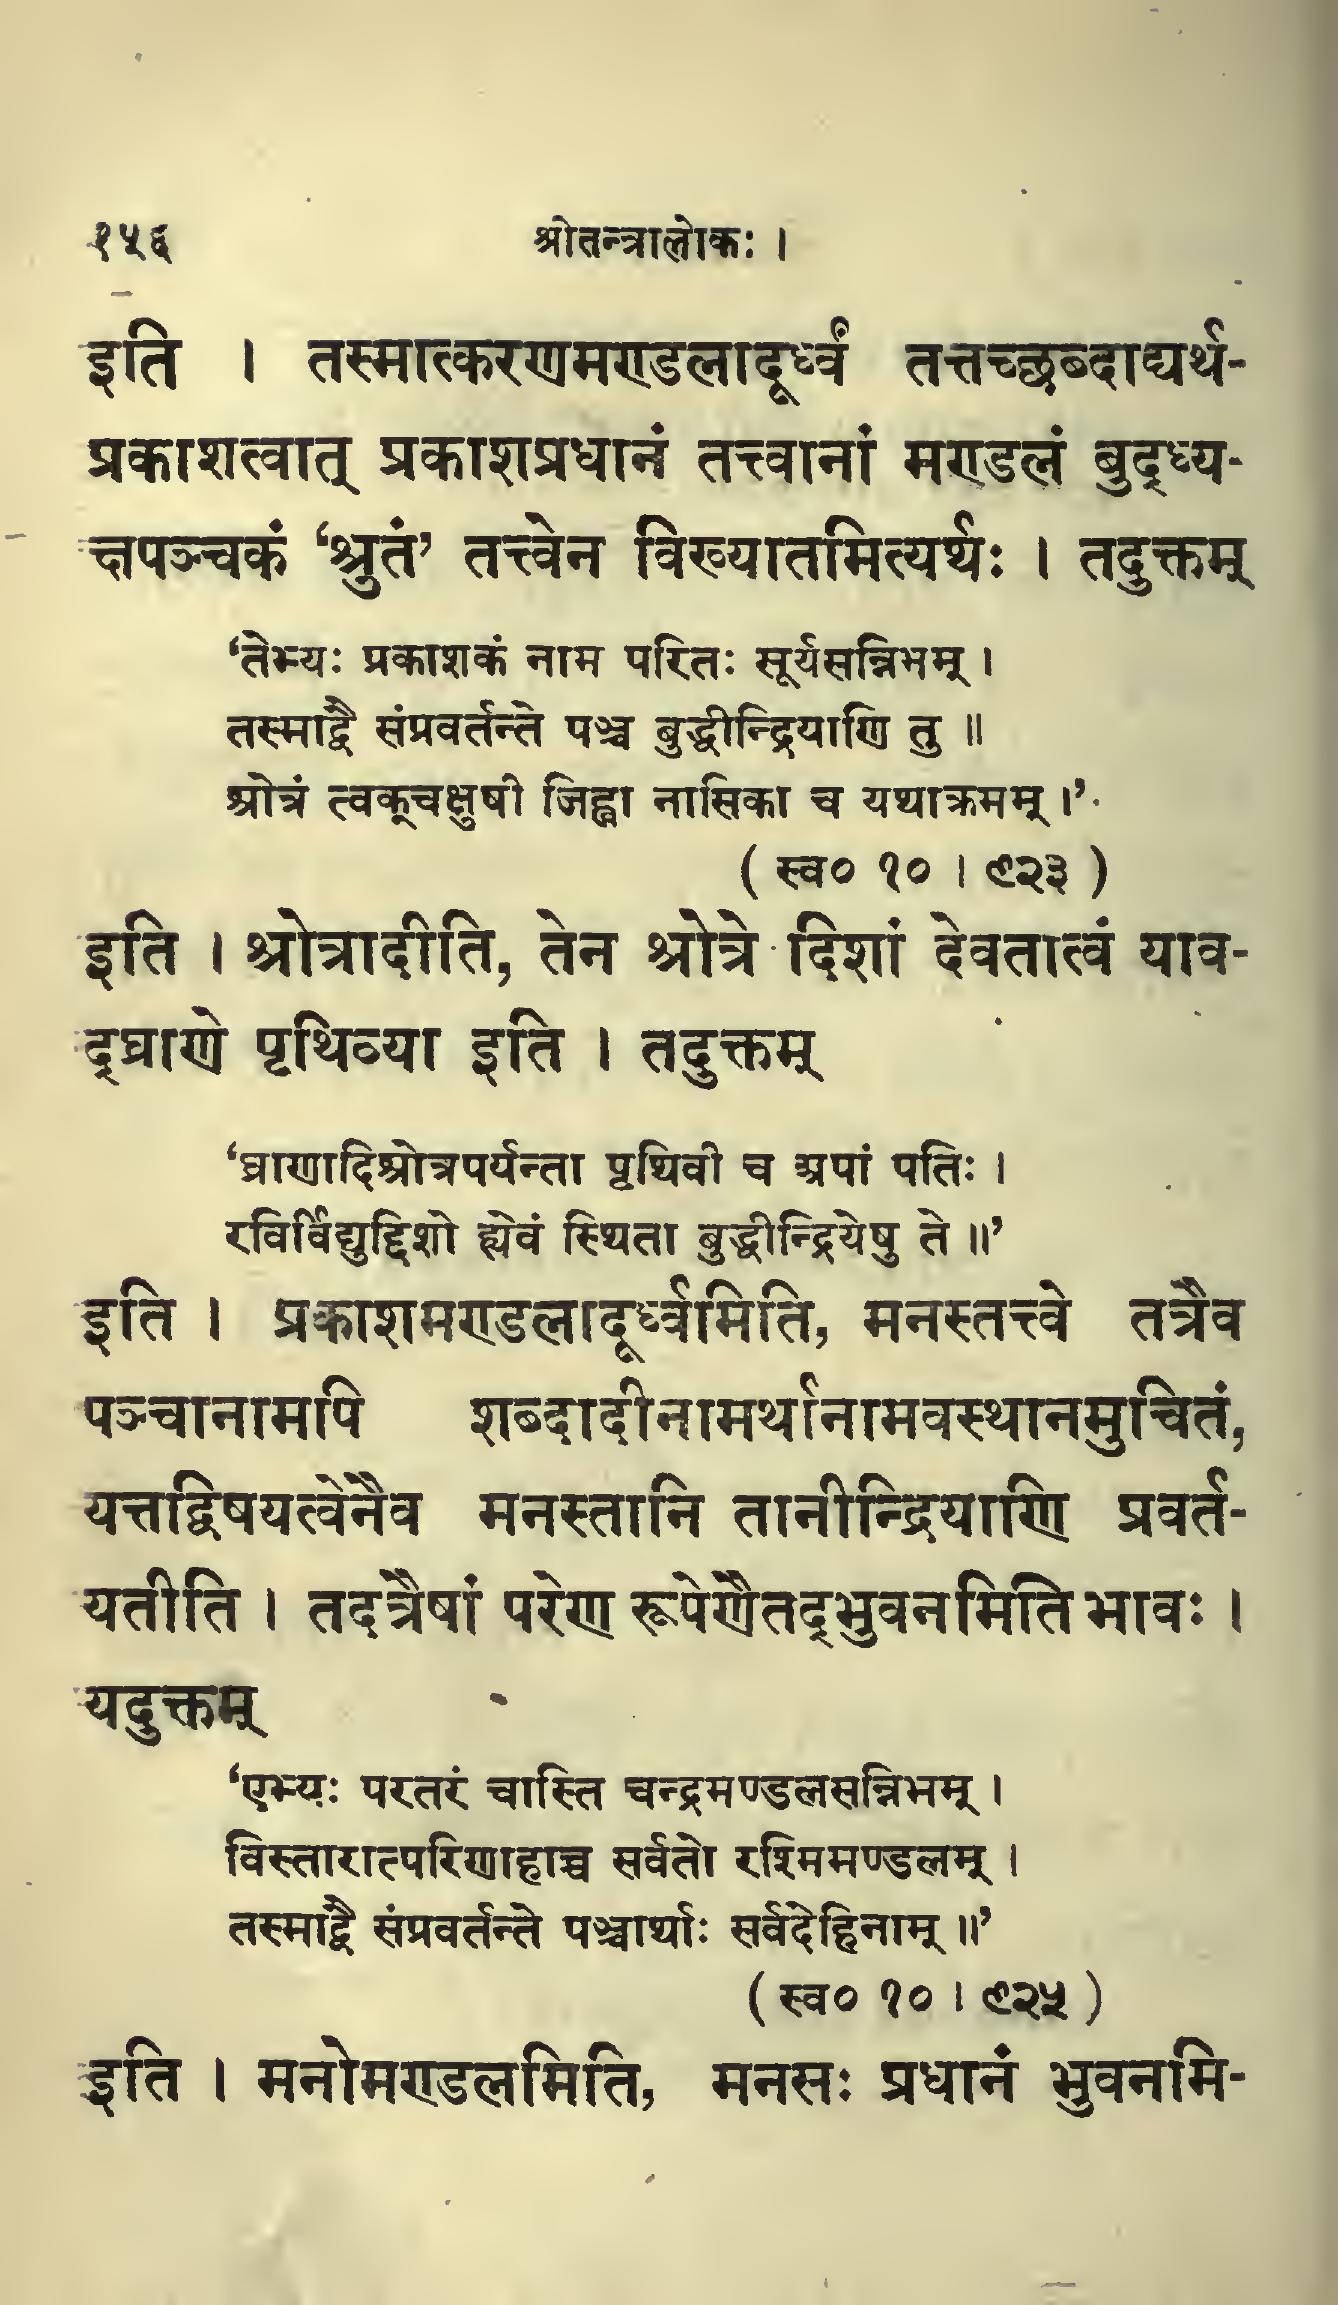 १५६ श्रीतन्त्रालोकः ।
इति । तस्मात्करणमण्डलादूर्ध्वं तत्तच्छब्दाद्यर्थ-
प्रकाशत्वात् प्रकाशप्रधानं तत्त्वानां मण्डलं बुद्ध्य-
क्षपञ्चकं ‘श्रुतं’ तत्त्वेन विख्यातमित्यर्थः । तदुक्तम्
‘तेभ्यः प्रकाशकं नाम परितः सूर्यसन्निभम् ।
तस्माद्वै संप्रवर्तन्ते पञ्च बुद्धीन्द्रियाणि तु ॥
श्रोत्रं त्वक्चक्षुषी जिह्वा नासिका च यथाक्रमम् ।’
( स्व० १० । ९२३ )
इति । श्रोत्रादीति, तेन श्रोत्रे दिशां देवतात्वं याव-
द्घ्राणे पृथिव्या इति । तदुक्तम्
‘घ्राणादिश्रोत्रपर्यन्ता पृथिवी च अपां पतिः ।
रविर्विद्युद्दिशो ह्येवं स्थिता बुद्धीन्द्रियेषु ते ॥’
इति । प्रकाशमण्डलादूर्ध्वमिति, मनस्तत्त्वे तत्रैव
पञ्चानामपि शब्दादीनामर्थानामवस्थानमुचितं,
यत्तद्विषयत्वेनैव मनस्तानि तानीन्द्रियाणि प्रवर्त-
यतीति । तदत्रैषां परेण रूपेणैतद्भुवनमिति भावः ।
यदुक्तम्
‘एभ्यः परतरं चास्ति चन्द्रमण्डलसन्निभम् ।
विस्तारात्परिणाहाच्च सर्वतो रश्मिमण्डलम् ।
तस्माद्वै संप्रवर्तन्ते पञ्चार्थाः सर्वदेहिनाम् ॥’
( स्व० १० । ९२५ )
इति । मनोमण्डलमिति, मनसः प्रधानं भुवनमि-